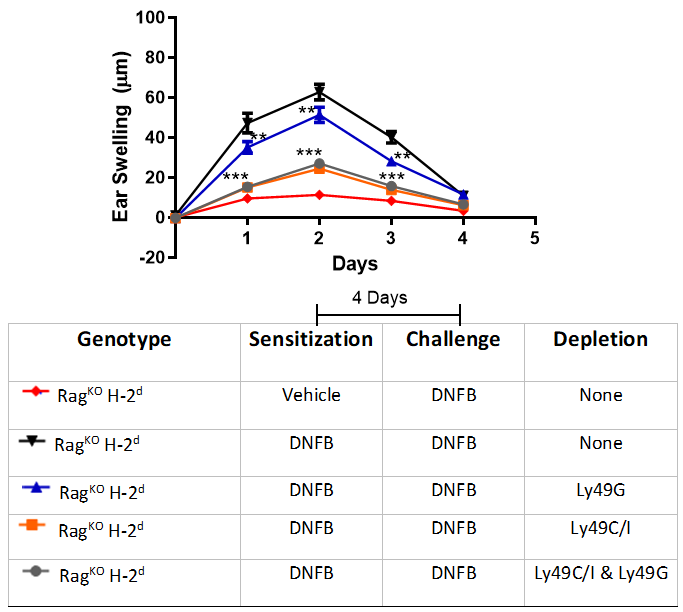 100
80
60
40
20
0
-20
Ear Swelling (μm)
***
**
***
**
**
***
1 2 3 4 5
Days
4 Days
Genotype Sensitization Challenge Depletion
Rag^KO H-2^d Vehicle DNFB None
Rag^KO H-2^d DNFB DNFB None
Rag^KO H-2^d DNFB DNFB Ly49G
Rag^KO H-2^d DNFB DNFB Ly49C/I
Rag^KO H-2^d DNFB DNFB Ly49C/I & Ly49G